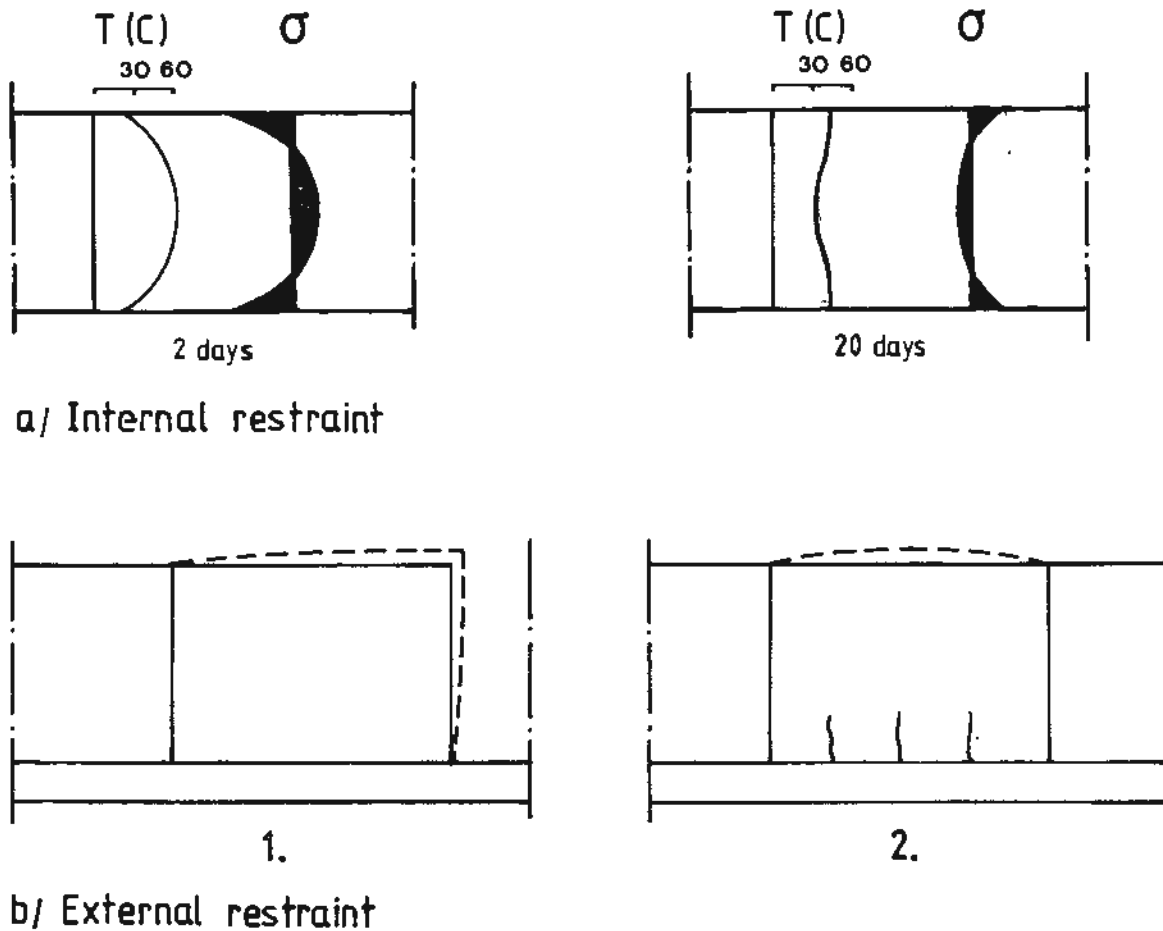 T (C) σ
30 60
2 days
T (C) σ
30 60
20 days
a/ Internal restraint
1.
2.
b/ External restraint